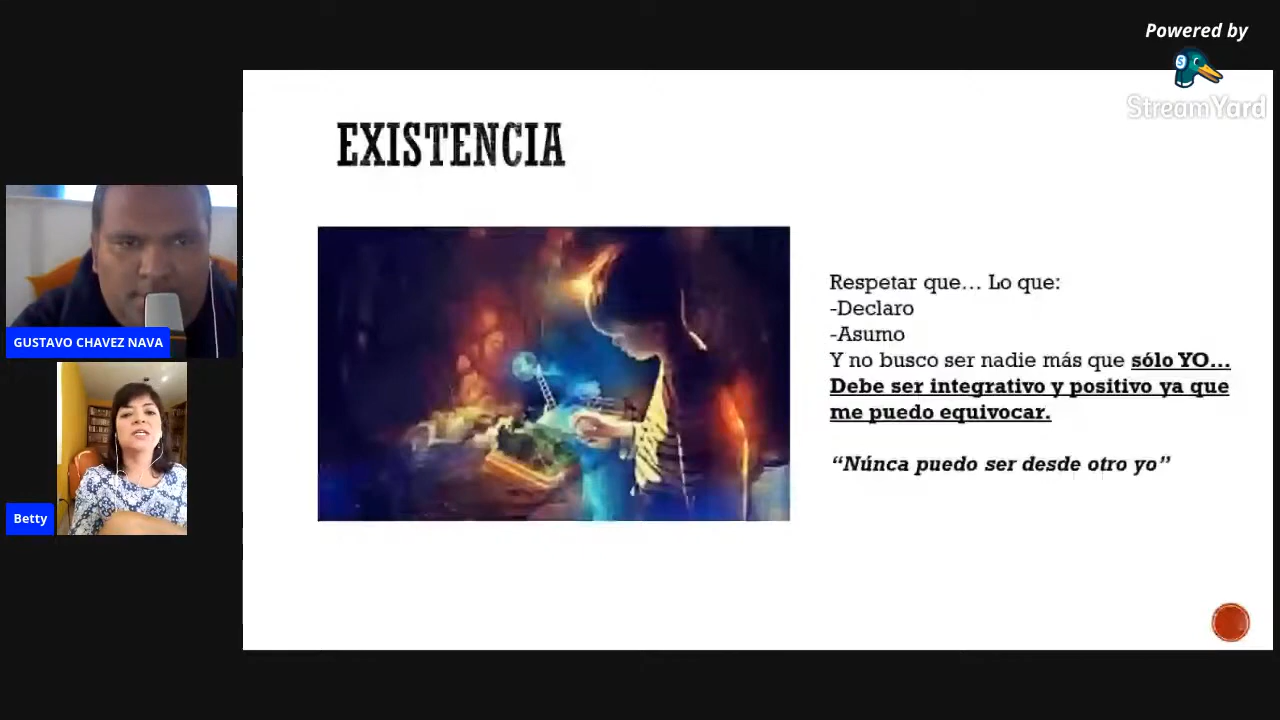 Powered by
StreamYard
EXISTENCIA
GUSTAVO CHAVEZ NAVA
Betty
Respetar que... Lo que:
-Declaro
-Asumo
Y no busco ser nadie más que sólo YO...
Debe ser integrativo y positivo ya que
me puedo equivocar.
“Núnca puedo ser desde otro yo”